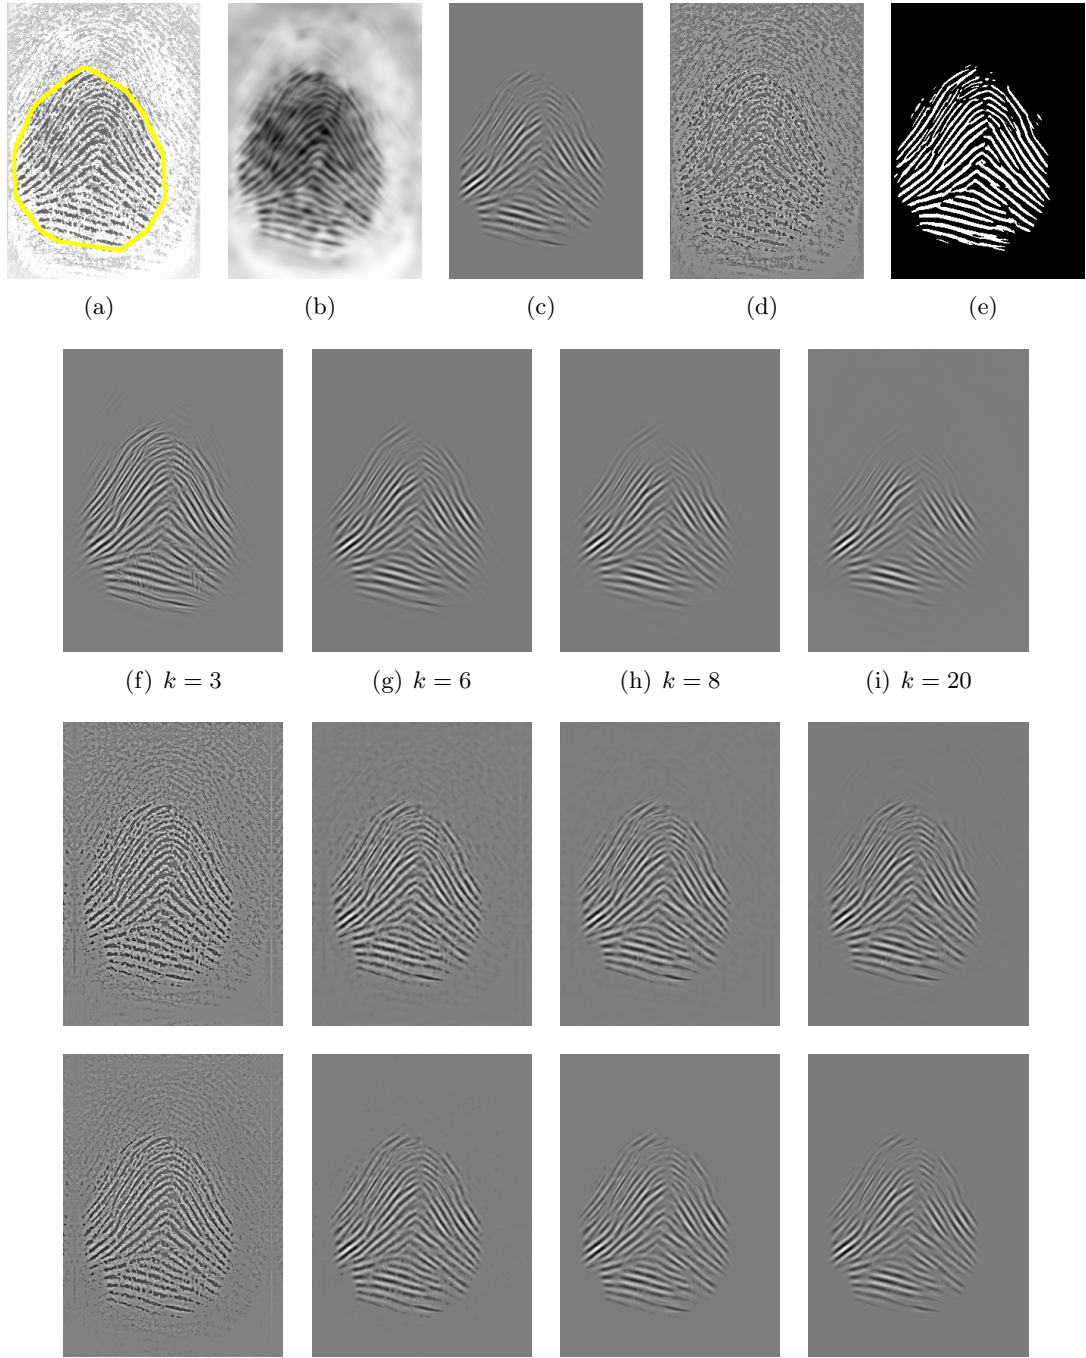 (a) (b) (c) (d) (e)
(f) k = 3 (g) k = 6 (h) k = 8 (i) k = 20